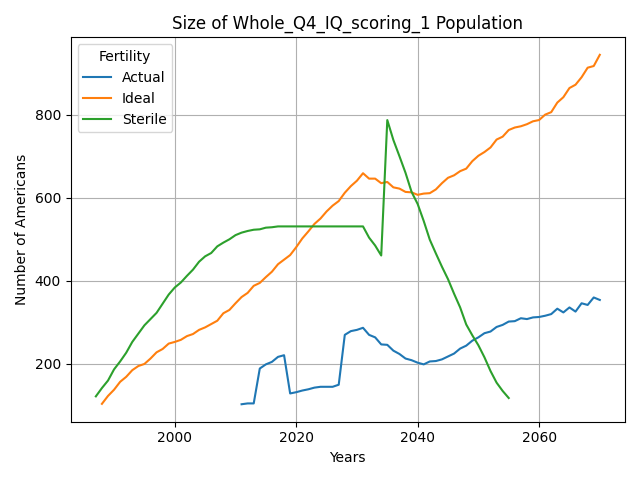 Size of Whole_Q4_IQ_scoring_1 Population
Fertility
Actual
Ideal
Sterile
Number of Americans
800
600
400
200
2000
2020
2040
2060
Years